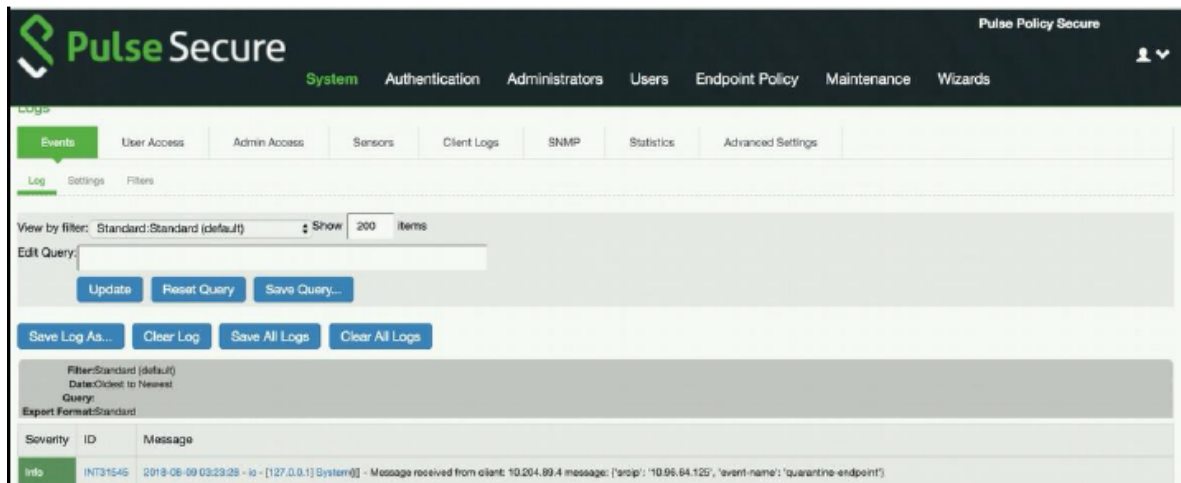 Pulse Policy Secure
Pulse Secure
System Authentication Administrators Users Endpoint Policy Maintenance Wizards
Logs
Events User Access Admin Access Sensors Client Logs SNMP Statistics Advanced Settings
Log Settings Filters
View by filter: Standard:Standard (default) Show 200 items
Edit Query:
Update Reset Query Save Query...
Save Log As... Clear Log Save All Logs Clear All Logs
Filter:Standard (default)
Date:Oldest to Newest
Query:
Export Format:Standard
Severity ID Message
Info INT31545 2018-08-09 03:23:28 - ic - [127.0.0.1] System()[] - Message received from client: 10.204.89.4 message: {'srcip': '10.96.64.125', 'event-name': 'quarantine-endpoint'}